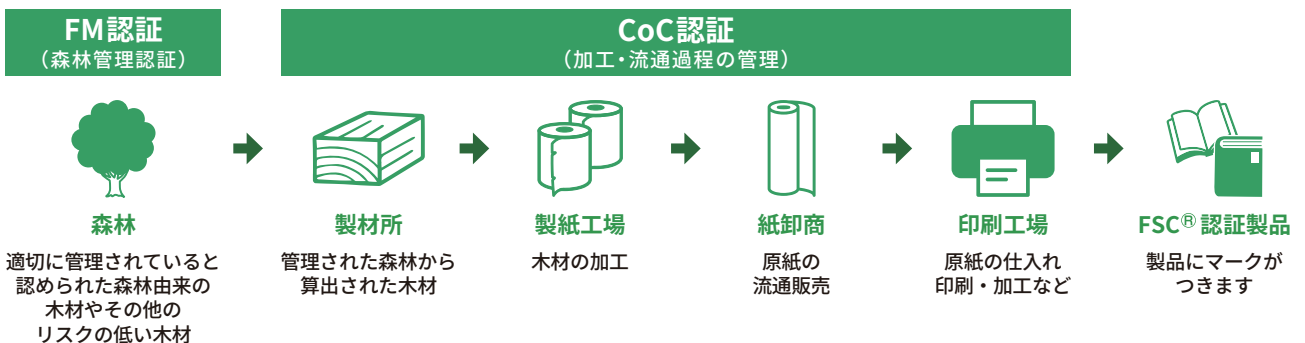 FM認証
（森林管理認証）
CoC認証
（加工・流通過程の管理）
森林
適切に管理されていると
認められた森林由来の
木材やその他の
リスクの低い木材
製材所
管理された森林から
算出された木材
製紙工場
木材の加工
紙卸商
原紙の
流通販売
印刷工場
原紙の仕入れ
印刷・加工など
FSC®認証製品
製品にマークが
つきます